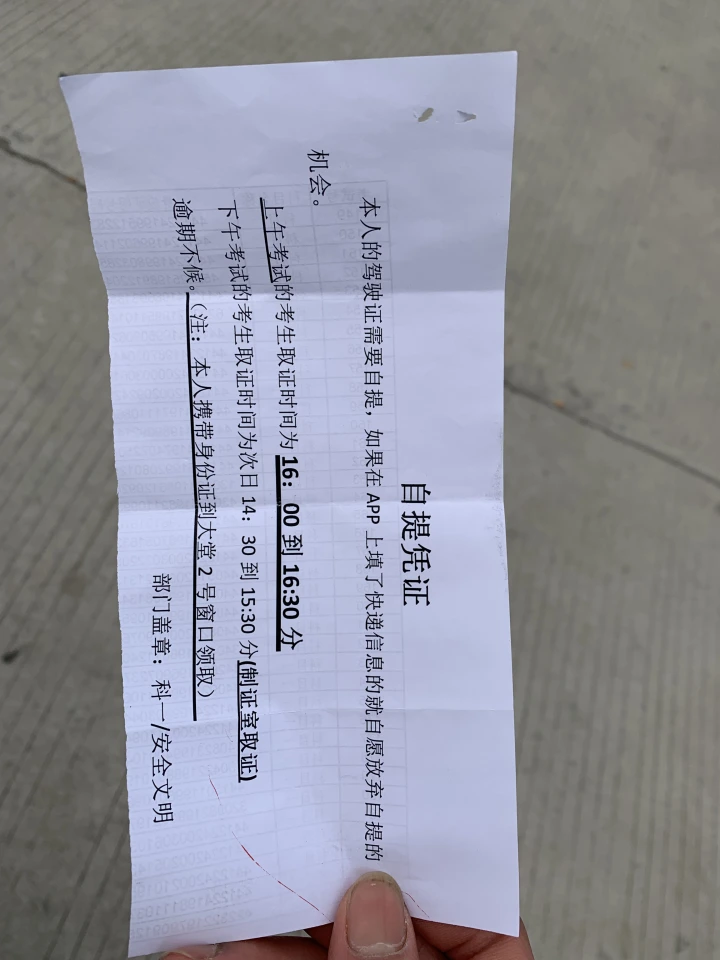 自提凭证
本人的驾驶证需要自提，如果在 APP 上填了快递信息的就自愿放弃自提的
机会。
上午考试的考生取证时间为 16：00 到 16:30 分
下午考试的考生取证时间为次日 14：30 到 15:30 分(制证室取证)
逾期不候。（注：本人携带身份证到大堂 2 号窗口领取）
部门盖章：科一/安全文明